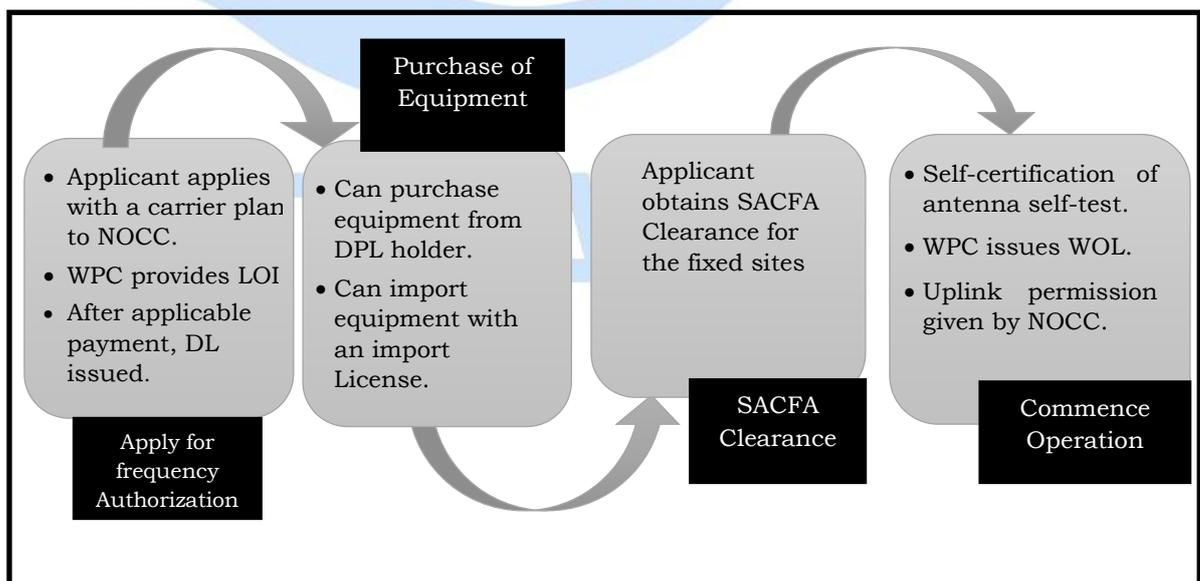 • Applicant applies
with a carrier plan
to NOCC.
• WPC provides LOI
• After applicable
payment, DL
issued.
Apply for
frequency
Authorization
Purchase of
Equipment
• Can purchase
equipment from
DPL holder.
• Can import
equipment with
an import
License.
Applicant
obtains SACFA
Clearance for
the fixed sites
SACFA
Clearance
• Self-certification of
antenna self-test.
• WPC issues WOL.
• Uplink permission
given by NOCC.
Commence
Operation